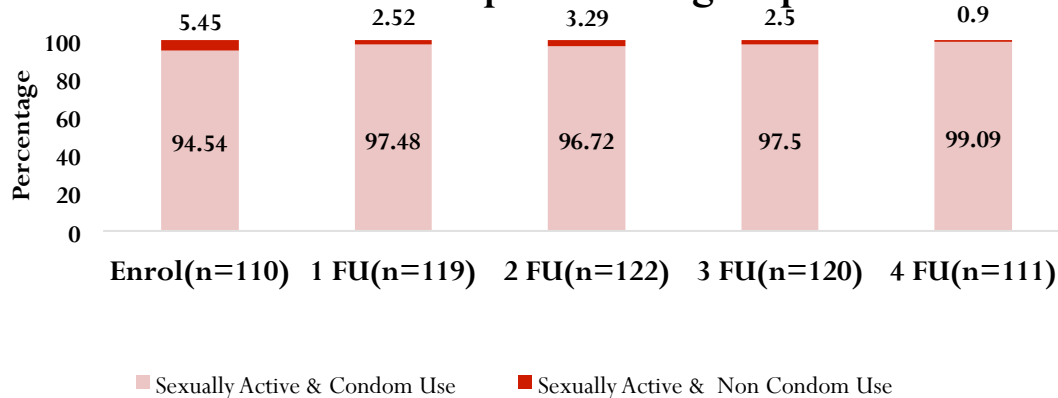 5.45 2.52 3.29 2.5 0.9
100
80
60
40
20
0
Percentage
94.54 97.48 96.72 97.5 99.09
Enrol(n=110) 1 FU(n=119) 2 FU(n=122) 3 FU(n=120) 4 FU(n=111)
Sexually Active & Condom Use Sexually Active & Non Condom Use